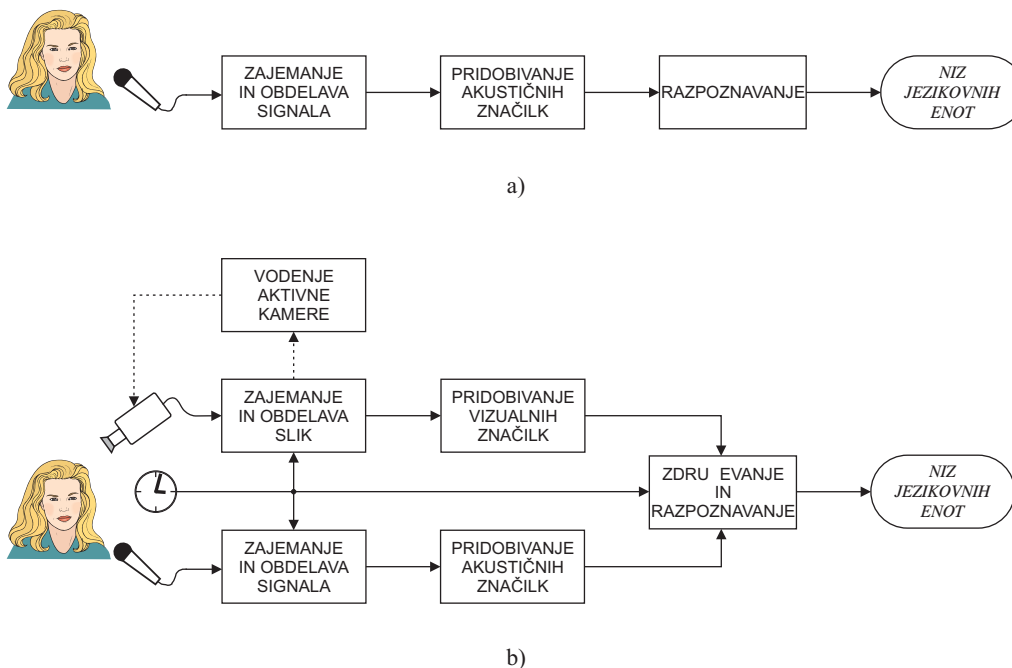 ZAJEMANJE
IN OBDELAVA
SIGNALA
PRIDOBIVANJE
AKUSTIČNIH
ZNAČILK
RAZPOZNAVANJE
NIZ
JEZIKOVNIH
ENOT
a)
VODENJE
AKTIVNE
KAMERE
ZAJEMANJE
IN OBDELAVA
SLIK
PRIDOBIVANJE
VIZUALNIH
ZNAČILK
ZDRU EVANJE
IN
RAZPOZNAVANJE
NIZ
JEZIKOVNIH
ENOT
ZAJEMANJE
IN OBDELAVA
SIGNALA
PRIDOBIVANJE
AKUSTIČNIH
ZNAČILK
b)